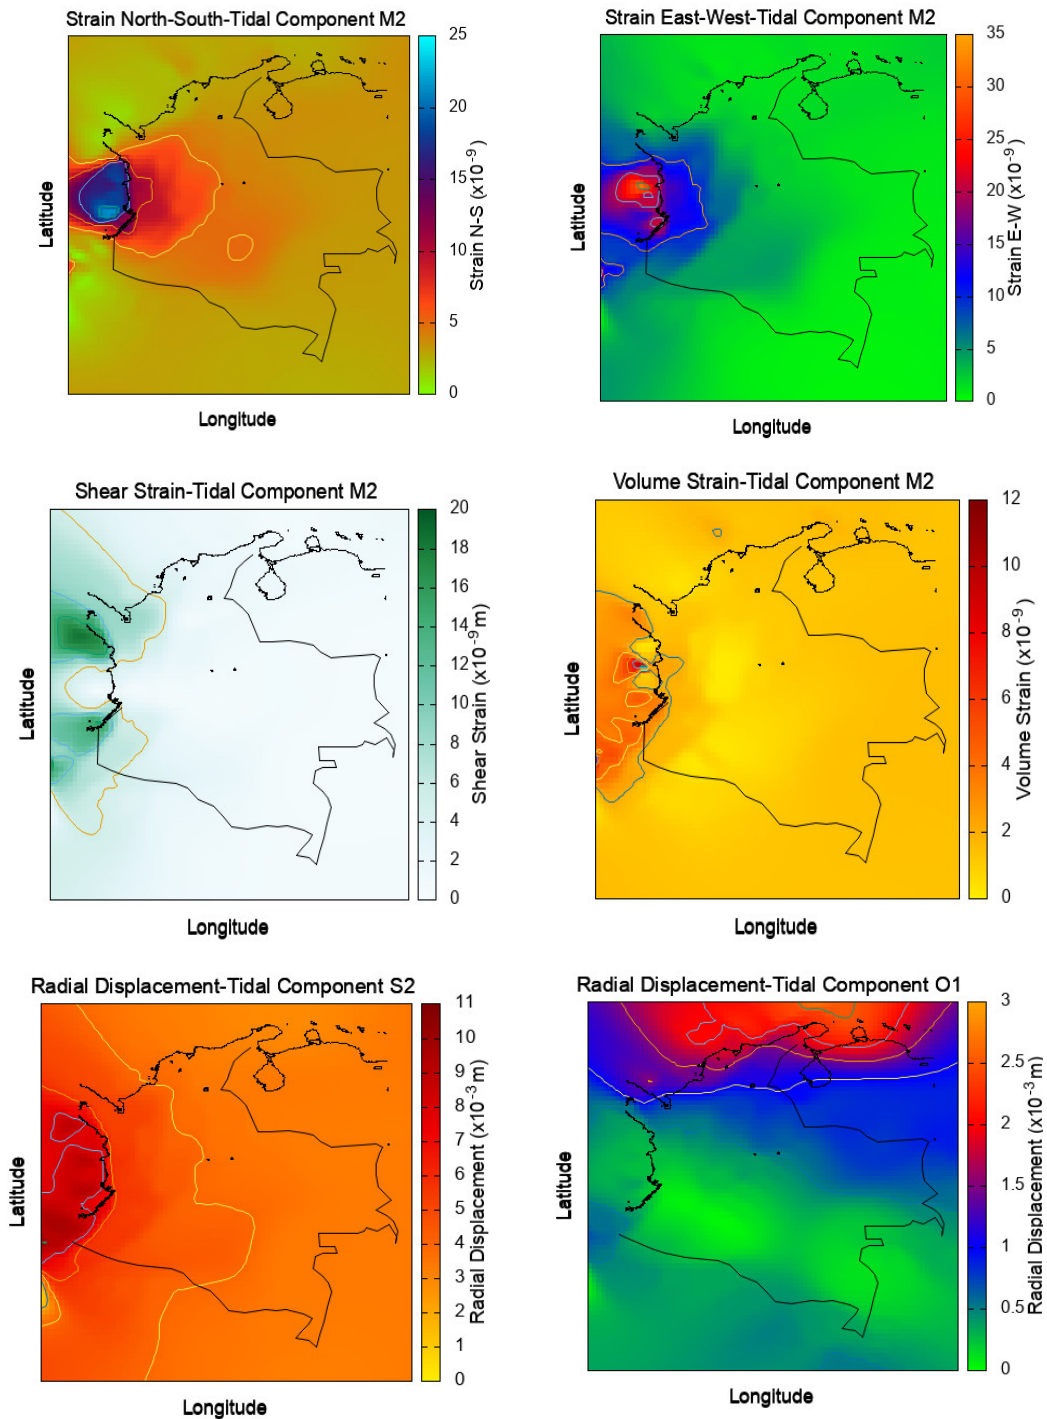 Strain North-South-Tidal Component M2
25
20
15
10
5
0
Strain N-S (x10⁻⁹)
Latitude
Longitude
Strain East-West-Tidal Component M2
35
30
25
20
15
10
5
0
Strain E-W (x10⁻⁹)
Latitude
Longitude
Shear Strain-Tidal Component M2
20
18
16
14
12
10
8
6
4
2
0
Shear Strain (x10⁻⁹ m)
Latitude
Longitude
Volume Strain-Tidal Component M2
12
10
8
6
4
2
0
Volume Strain (x10⁻⁹)
Latitude
Longitude
Radial Displacement-Tidal Component S2
11
10
9
8
7
6
5
4
3
2
1
0
Radial Displacement (x10⁻³ m)
Latitude
Longitude
Radial Displacement-Tidal Component O1
3
2.5
2
1.5
1
0.5
0
Radial Displacement (x10⁻³ m)
Latitude
Longitude